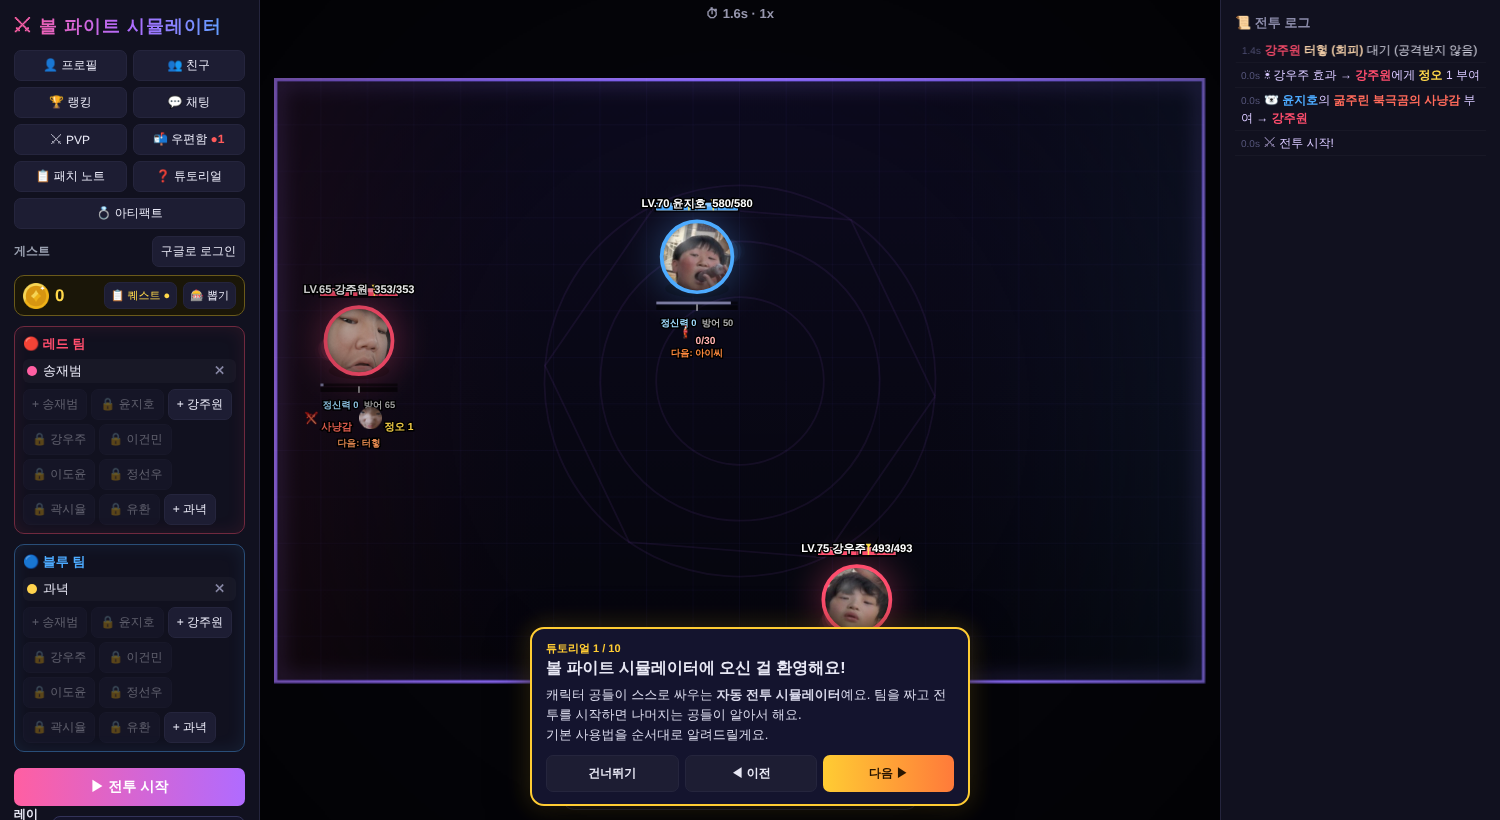 ⚔ 볼 파이트 시뮬레이터
👤 프로필
👥 친구
🏆 랭킹
💬 채팅
⚔ PVP
📬 우편함 ●1
📋 패치 노트
❓ 튜토리얼
💍 아티팩트
게스트
구글로 로그인
0
📋 퀘스트 ●
🎰 뽑기
🔴 레드 팀
송재범 ✕
+ 송재범 🔒 윤지호 + 강주원
🔒 강우주 🔒 이건민
🔒 이도윤 🔒 정선우
🔒 곽시율 🔒 유환 + 과녁
🔵 블루 팀
과녁 ✕
+ 송재범 🔒 윤지호 + 강주원
🔒 강우주 🔒 이건민
🔒 이도윤 🔒 정선우
🔒 곽시율 🔒 유환 + 과녁
▶ 전투 시작
레이
⏱ 1.6s · 1x
LV.70 윤지호 580/580
정신력 0 방어 50
0/30
다음: 아이씨
LV.65 강주원 353/353
정신력 0 방어 65
사냥감 정오 1
다음: 터헣
LV.75 강우주 493/493
튜토리얼 1 / 10
볼 파이트 시뮬레이터에 오신 걸 환영해요!
캐릭터 공들이 스스로 싸우는 자동 전투 시뮬레이터예요. 팀을 짜고 전
투를 시작하면 나머지는 공들이 알아서 해요.
기본 사용법을 순서대로 알려드릴게요.
건너뛰기
◀ 이전
다음 ▶
📜 전투 로그
1.4s 강주원 터헣 (회피) 대기 (공격받지 않음)
0.0s ☀ 강우주 효과 → 강주원에게 정오 1 부여
0.0s 🐻‍❄️ 윤지호의 굶주린 북극곰의 사냥감 부
여 → 강주원
0.0s ⚔ 전투 시작!